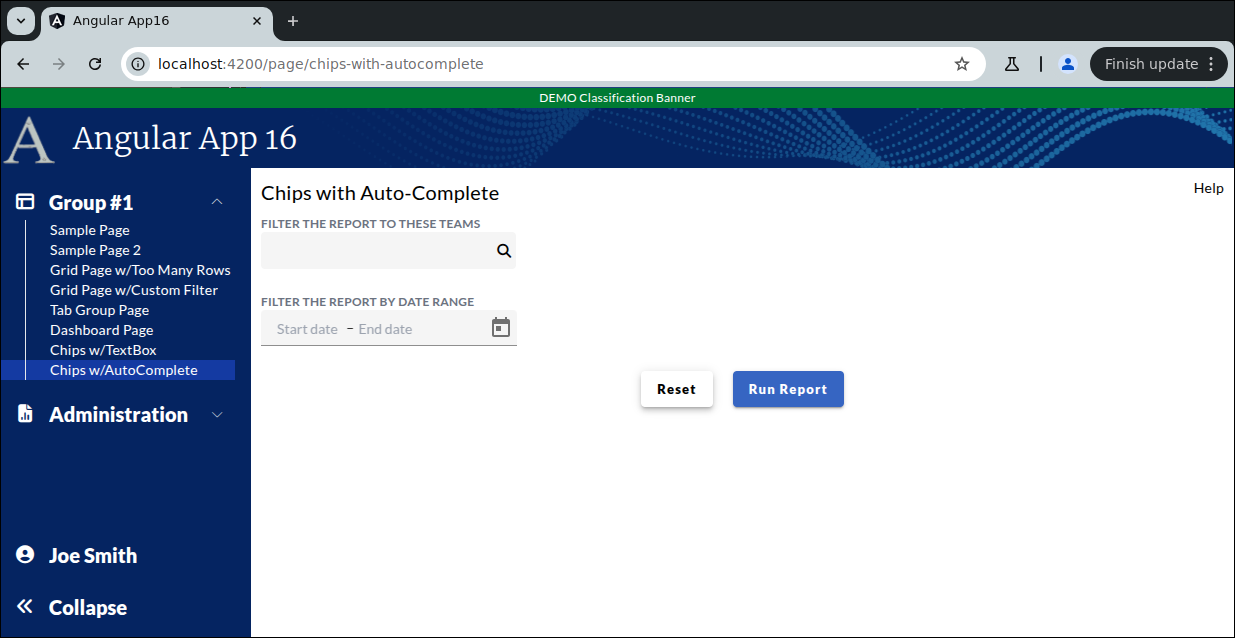 Angular App16
localhost:4200/page/chips-with-autocomplete
Finish update
DEMO Classification Banner
A Angular App 16
Group #1
Sample Page
Sample Page 2
Grid Page w/Too Many Rows
Grid Page w/Custom Filter
Tab Group Page
Dashboard Page
Chips w/TextBox
Chips w/AutoComplete
Administration
Joe Smith
Collapse
Chips with Auto-Complete
Help
FILTER THE REPORT TO THESE TEAMS
FILTER THE REPORT BY DATE RANGE
Start date – End date
Reset
Run Report